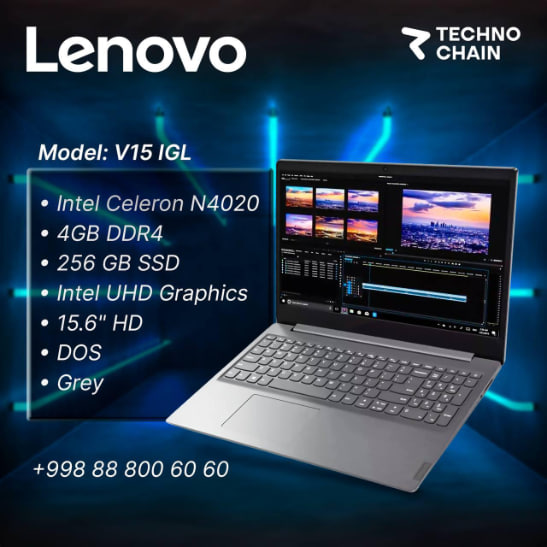 Lenovo
TECHNO
CHAIN
Model: V15 IGL
• Intel Celeron N4020
• 4GB DDR4
• 256 GB SSD
• Intel UHD Graphics
• 15.6" HD
• DOS
• Grey
+998 88 800 60 60